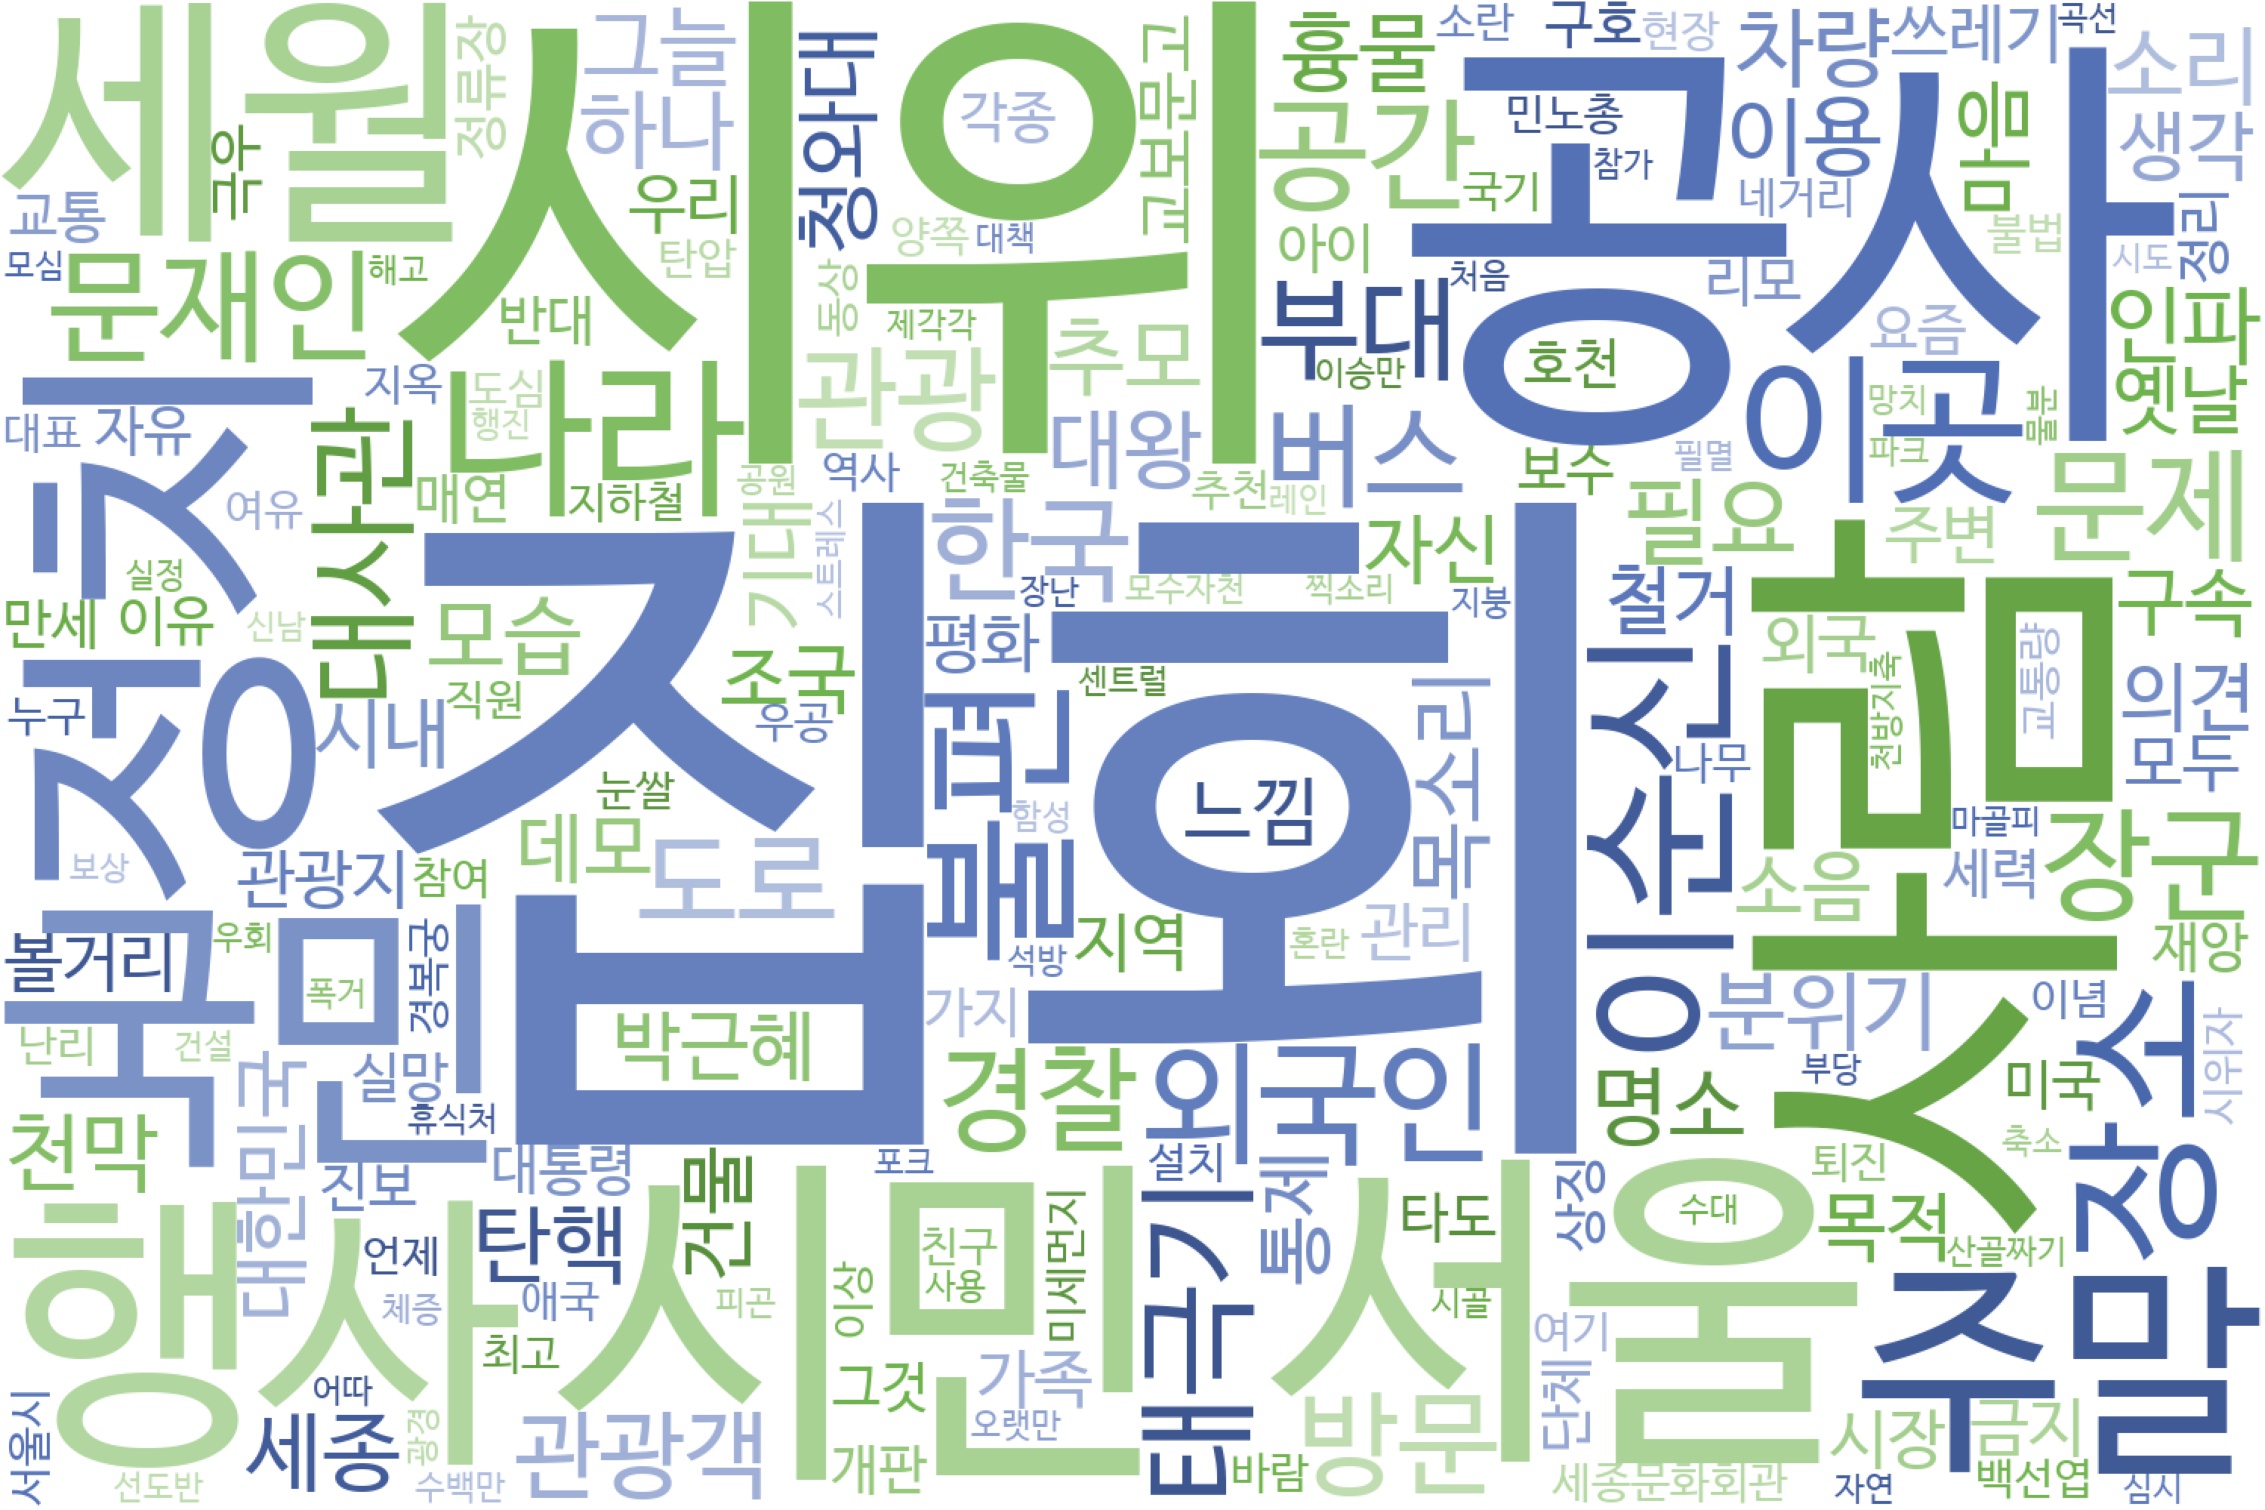 세월
시위
공사
집회
소음
정치
국민
행사
시민
서울
주말
장소
소란
구호
현장
차량
쓰레기
곡선
소리
정류장
그늘
하나
청와대
각종
교보문고
흉물
공간
민노총
참가
이용
네거리
맘
생각
교통
우리
탄압
양쪽
대책
아이
국기
불법
시도
정리
모심
문재인
해고
반대
동상
제각각
추모
부대
처음
이승만
호천
리모
요즘
인파
옛날
지옥
도심
행진
나라
관광
대왕
버스
이곳
망치
파크
물분
대표
자유
대사관
매연
지하철
공원
역사
건축물
추천
레인
보수
필멸
필요
주변
문제
여유
기대
스트레스
한국
자신
실정
만세
이유
신남
모습
장난
모수자천
찍소리
지붕
철거
외국
교통량
구속
평화
조국
직원
우공
센트럴
목소리
이순신
나무
천방지축
의견
모두
누구
시내
눈쌀
불편
함성
느낌
마골피
세력
장군
보상
관광지
참여
데모
도로
지역
석방
혼란
관리
재앙
볼거리
우회
폭거
경복궁
박근혜
가지
분위기
이념
시위자
난리
건설
실망
휴식처
경찰
외국인
명소
부당
미국
축소
천막
대한민국
진보
대통령
건물
포크
설치
통제
상징
퇴진
수대
언제
탄핵
친구
사용
미세먼지
태극기
타도
목적
산골짜기
체증
애국
피곤
이상
시골
여기
최고
어따
서울시
세종
광경
관광객
그것
가족
오랫만
개판
바람
방문
단체
시장
금지
선도반
수백만
세종문화회관
자연
백선엽
심시